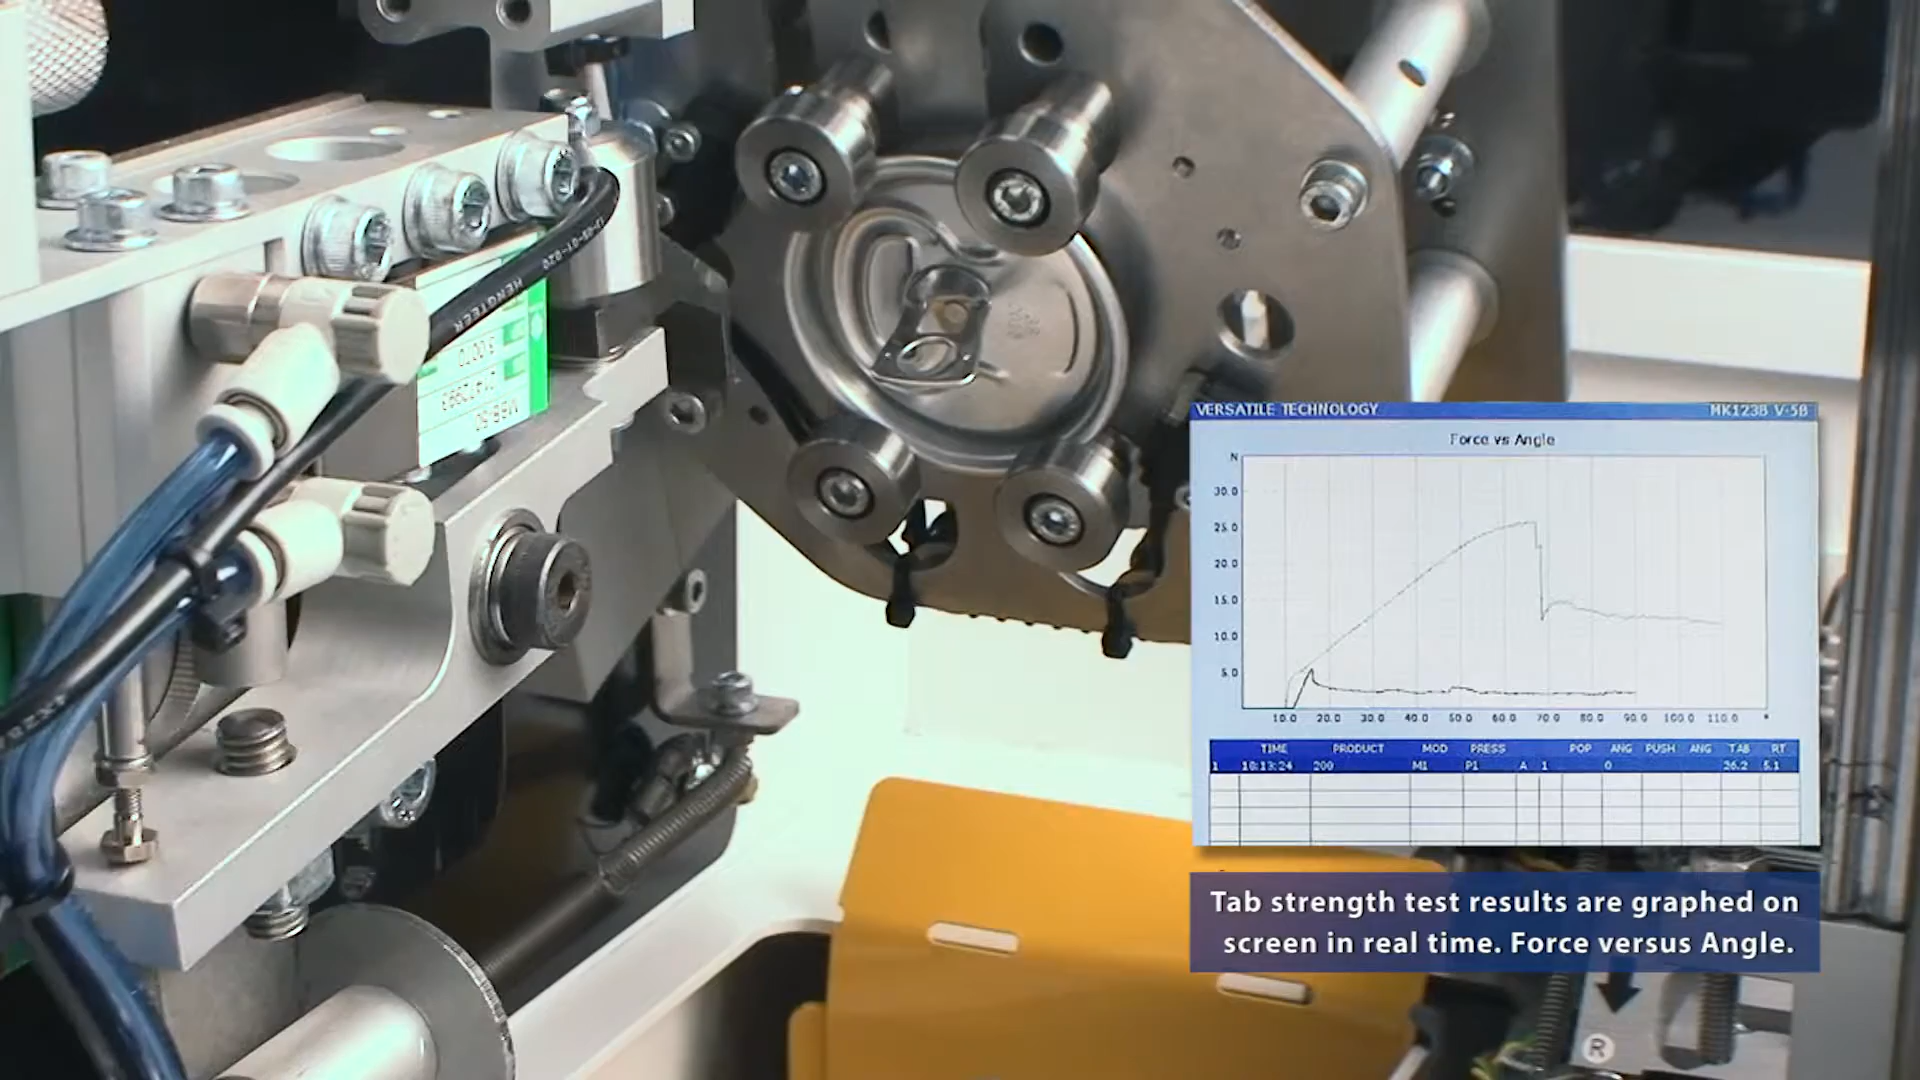 VERSATILE TECHNOLOGY
MK123B V-5B
Force vs Angle
N
30.0
25.0
20.0
15.0
10.0
5.0
10.0 20.0 30.0 40.0 50.0 60.0 70.0 80.0 90.0 100.0 110.0 °
TIME PRODUCT MOD PRESS POP ANG PUSH ANG TAB RT
1 10:13:24 200 M1 P1 A 1 0 26.2 5.1
Tab strength test results are graphed on
screen in real time. Force versus Angle.
HENGTECH
R